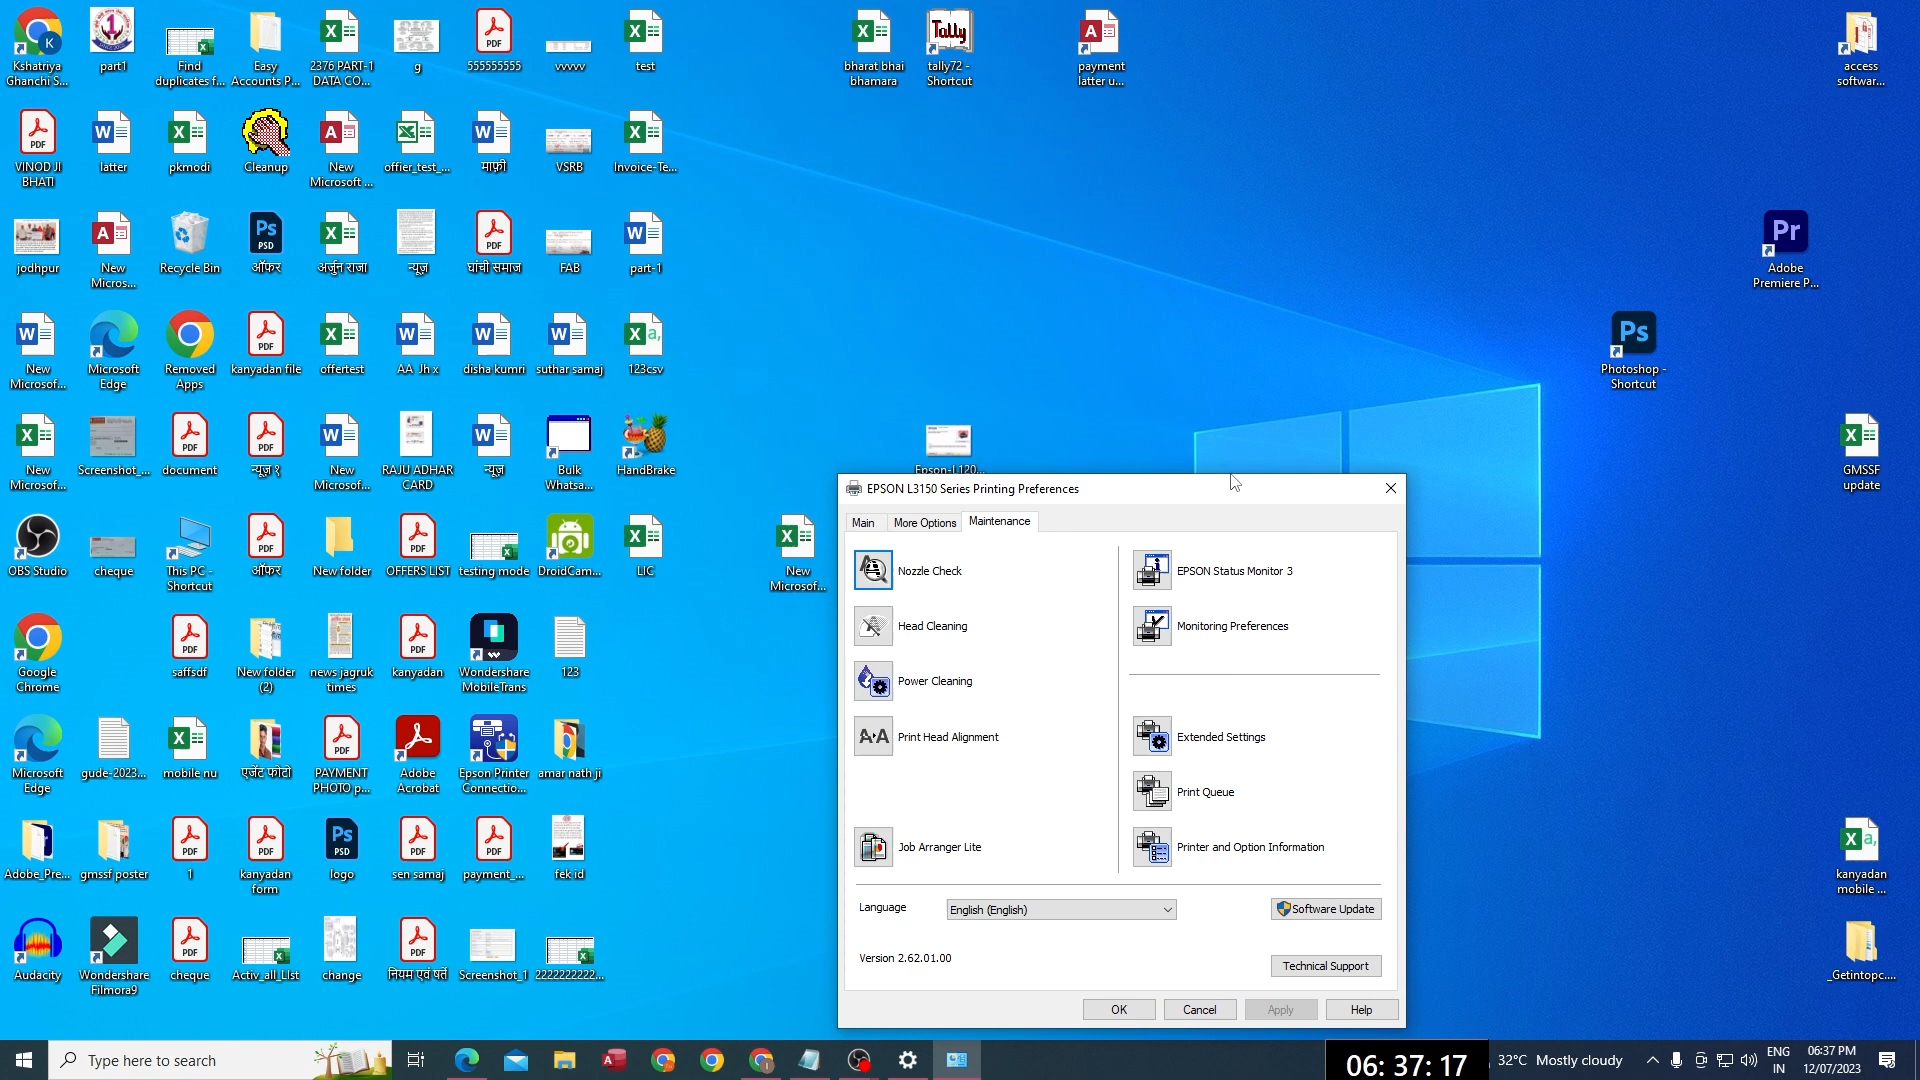 Kshatriya
Ghanchi S...
part1
Find
duplicates f...
Easy
Accounts P...
2376 PART-1
DATA CO...
g
555555555
vvvvv
test
bharat bhai
bhamara
tally72 -
Shortcut
payment
latter u...
access
softwar...
VINOD JI
BHATI
latter
pkmodi
Cleanup
New
Microsoft ...
offier_test_...
माफ़ी
VSRB
Invoice-Te...
jodhpur
New
Micros...
Recycle Bin
ऑफर
अर्जुन राजा
न्यूज़
घांची समाज
FAB
part-1
Adobe
Premiere P...
New
Microsof...
Microsoft
Edge
Removed
Apps
kanyadan file
offertest
AA Jh x
disha kumri
suthar samaj
123csv
Photoshop -
Shortcut
New
Microsof...
Screenshot_...
document
न्यूज़ १
New
Microsof...
RAJU ADHAR
CARD
न्यूज़
Bulk
Whatsa...
HandBrake
Epson-L120...
GMSSF
update
OBS Studio
cheque
This PC -
Shortcut
ऑफर
New folder
OFFERS LIST
testing mode
DroidCam...
LIC
New
Microsof...
Google
Chrome
saffsdf
New folder
(2)
news jagruk
times
kanyadan
Wondershare
MobileTrans
123
Microsoft
Edge
gude-2023...
mobile nu
एजेंट फोटो
PAYMENT
PHOTO p...
Adobe
Acrobat
Epson Printer
Connectio...
amar nath ji
Adobe_Pre...
gmssf poster
1
kanyadan
form
logo
sen samaj
payment_...
fek id
kanyadan
mobile ...
Audacity
Wondershare
Filmora9
cheque
Activ_all_LIst
change
नियम एवं षर्ते
Screenshot_1
2222222222...
_Getintopc....
EPSON L3150 Series Printing Preferences
Main
More Options
Maintenance
Nozzle Check
EPSON Status Monitor 3
Head Cleaning
Monitoring Preferences
Power Cleaning
Print Head Alignment
Extended Settings
Print Queue
Job Arranger Lite
Printer and Option Information
Language
English (English)
Software Update
Version 2.62.01.00
Technical Support
OK
Cancel
Apply
Help
Type here to search
06: 37: 17
32°C Mostly cloudy
ENG
IN
06:37 PM
12/07/2023